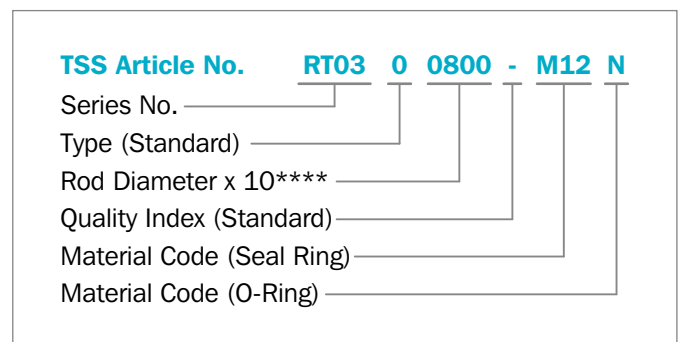 TSS Article No. RT03 0 0800 - M12 N
Series No.
Type (Standard)
Rod Diameter x 10****
Quality Index (Standard)
Material Code (Seal Ring)
Material Code (O-Ring)